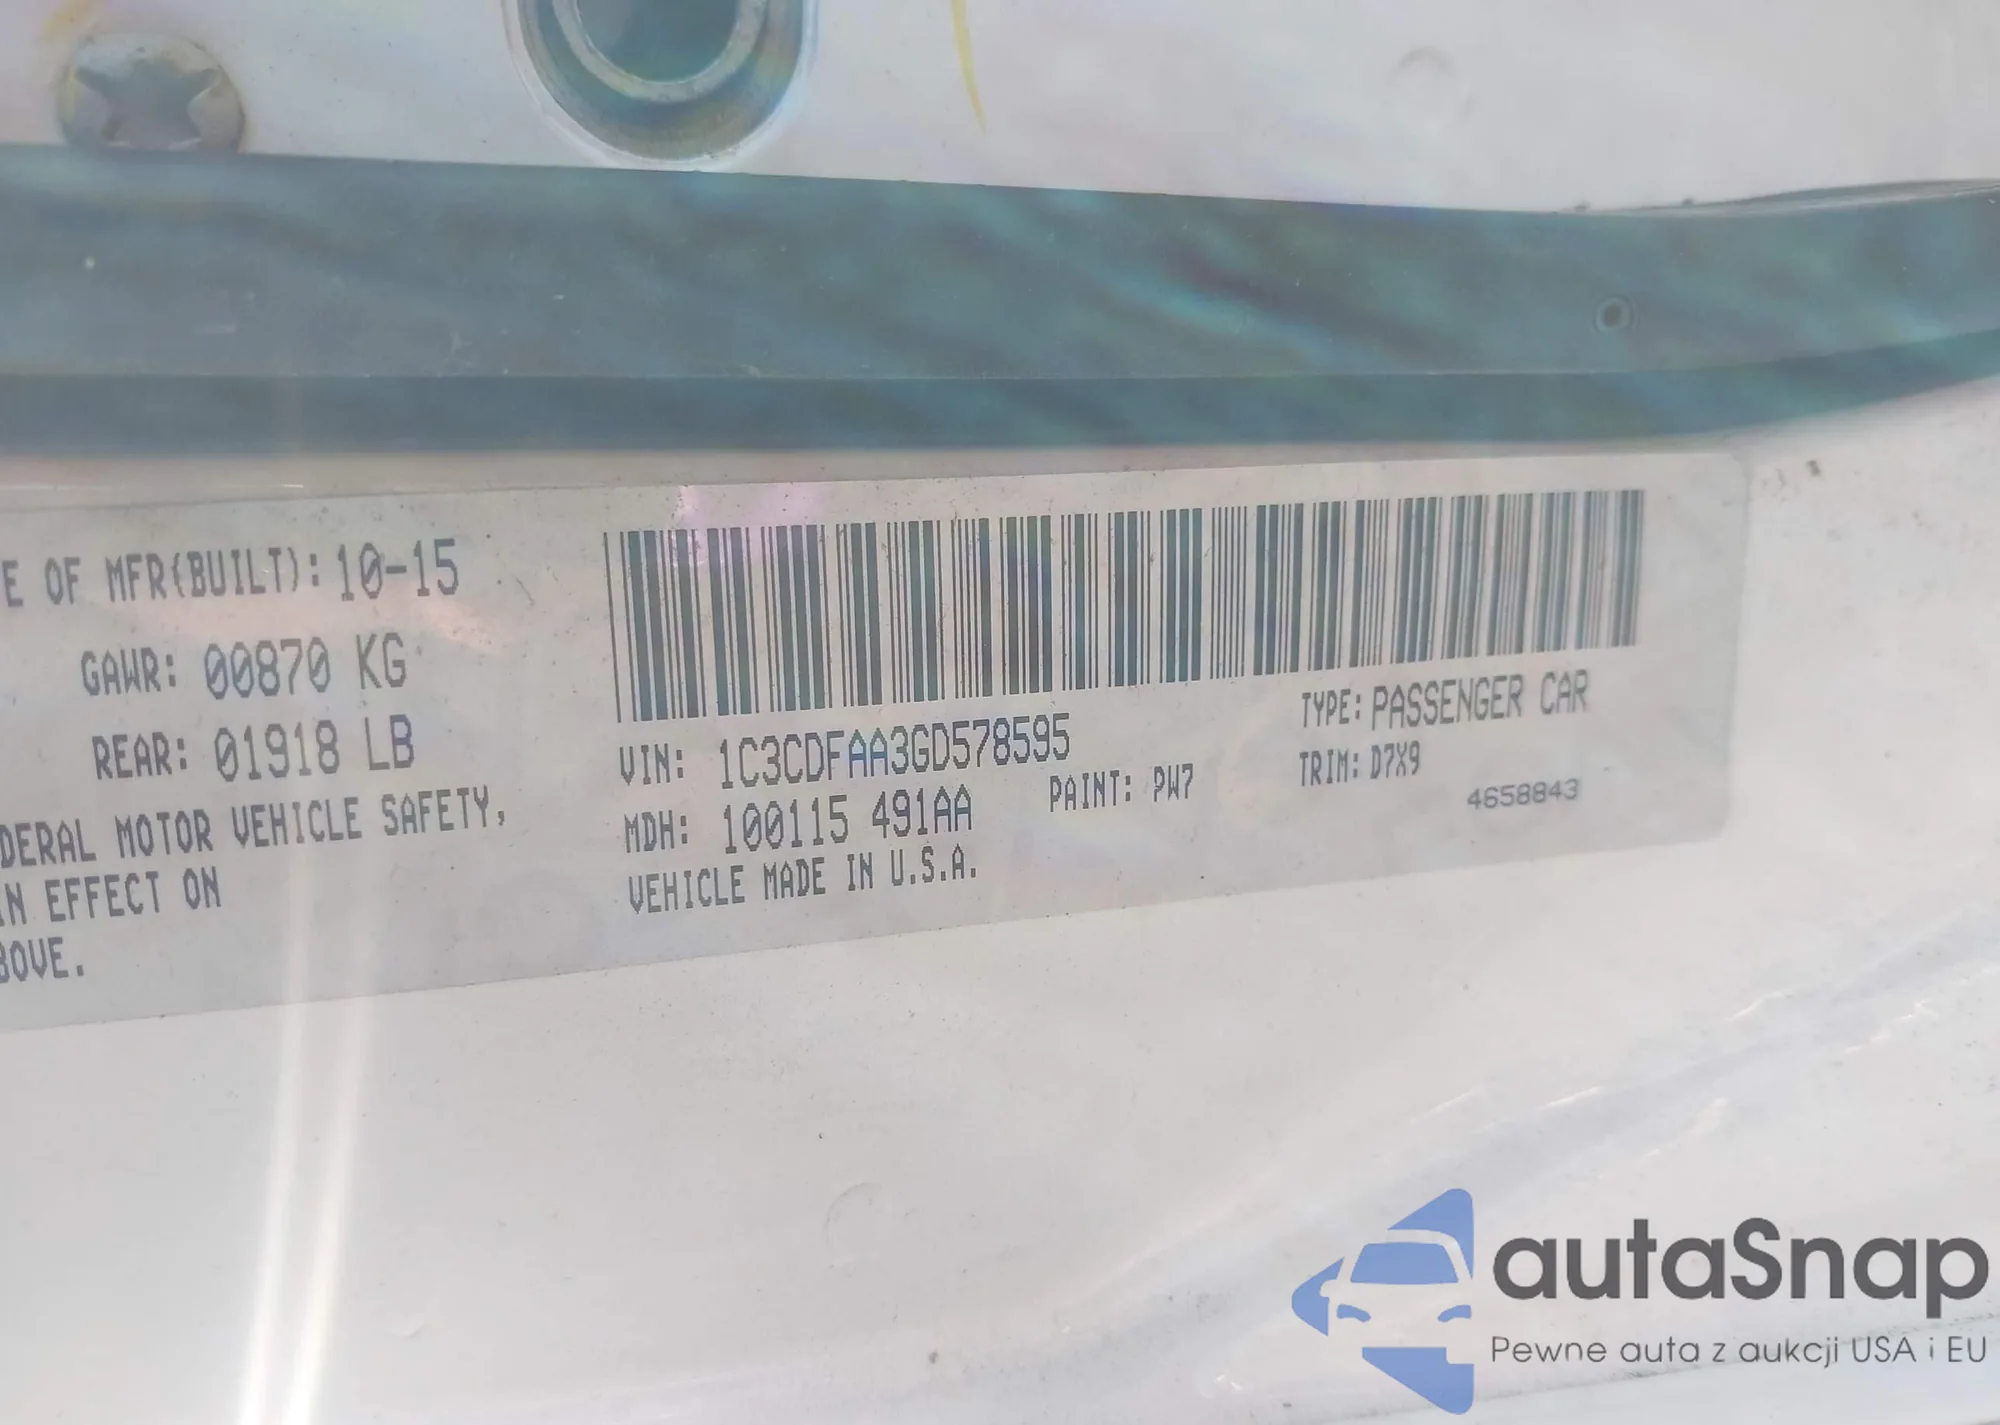 E OF MFR(BUILT): 10-15
GAWR: 00870 KG
REAR: 01918 LB
DERAL MOTOR VEHICLE SAFETY,
IN EFFECT ON
BOVE.
VIN: 1C3CDFAA3GD578595
MDH: 100115 491AA
PAINT: PW7
VEHICLE MADE IN U.S.A.
TYPE: PASSENGER CAR
TRIM: D7X9
4658843
autaSnap
Pewne auta z aukcji USA i EU